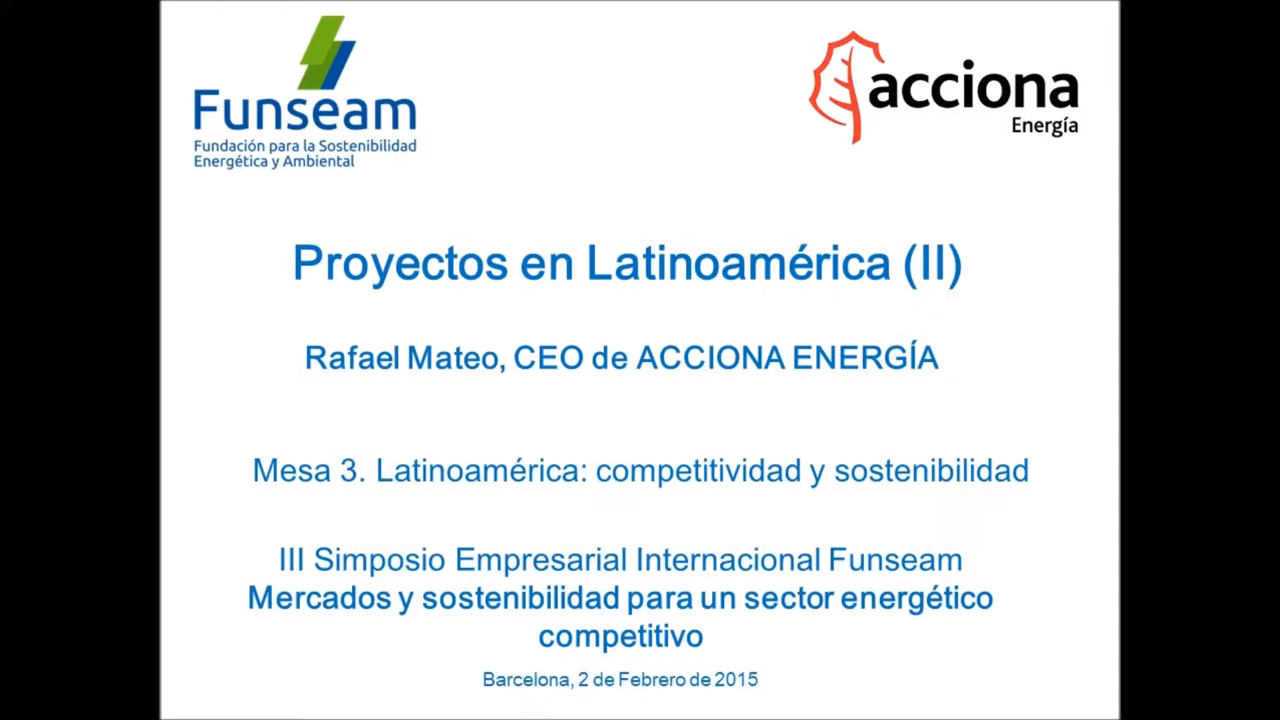 Funseam
Fundación para la Sostenibilidad
Energética y Ambiental
acciona
Energía
Proyectos en Latinoamérica (II)
Rafael Mateo, CEO de ACCIONA ENERGÍA
Mesa 3. Latinoamérica: competitividad y sostenibilidad
III Simposio Empresarial Internacional Funseam
Mercados y sostenibilidad para un sector energético
competitivo
Barcelona, 2 de Febrero de 2015